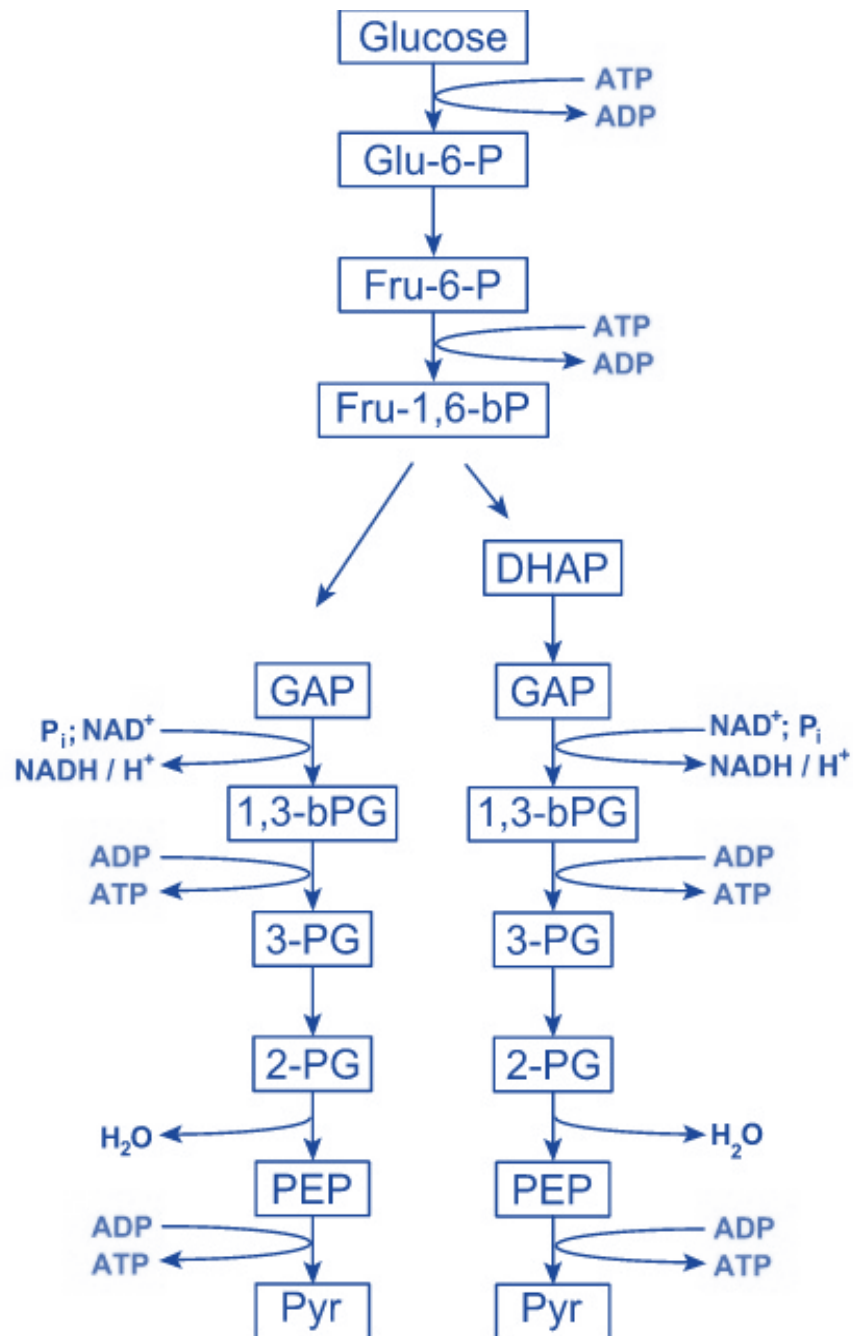 Glucose
ATP
ADP
Glu-6-P
Fru-6-P
ATP
ADP
Fru-1,6-bP
DHAP
GAP
GAP
Pᵢ; NAD⁺
NADH / H⁺
NAD⁺; Pᵢ
NADH / H⁺
1,3-bPG
1,3-bPG
ADP
ATP
ADP
ATP
3-PG
3-PG
2-PG
2-PG
H₂O
H₂O
PEP
PEP
ADP
ATP
ADP
ATP
Pyr
Pyr